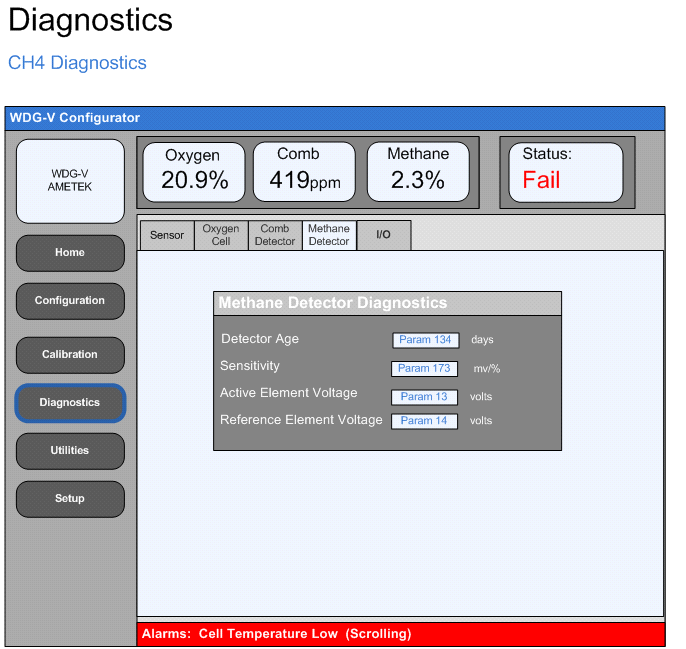 Diagnostics
CH4 Diagnostics
WDG-V Configurator
WDG-V
AMETEK
Oxygen
20.9%
Comb
419ppm
Methane
2.3%
Status:
Fail
Home
Configuration
Calibration
Diagnostics
Utilities
Setup
Sensor
Oxygen
Cell
Comb
Detector
Methane
Detector
I/O
Methane Detector Diagnostics
Detector Age Param 134 days
Sensitivity Param 173 mv/%
Active Element Voltage Param 13 volts
Reference Element Voltage Param 14 volts
Alarms: Cell Temperature Low (Scrolling)